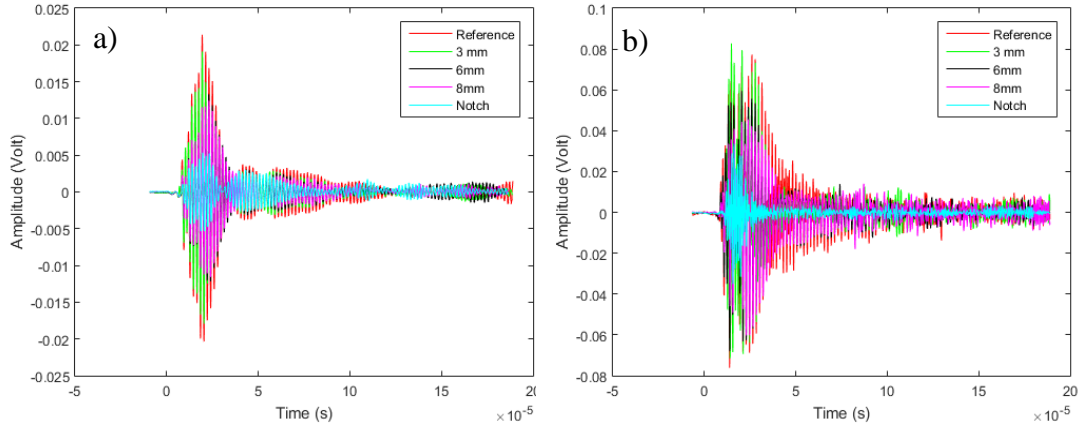 a)
Amplitude (Volt)
0.025
0.02
0.015
0.01
0.005
0
-0.005
-0.01
-0.015
-0.02
-0.025
Reference
3 mm
6mm
8mm
Notch
-5
0
5
10
15
20
Time (s)
×10-5
b)
Amplitude (Volt)
0.1
0.08
0.06
0.04
0.02
0
-0.02
-0.04
-0.06
-0.08
Reference
3 mm
6mm
8mm
Notch
-5
0
5
10
15
20
Time (s)
×10-5